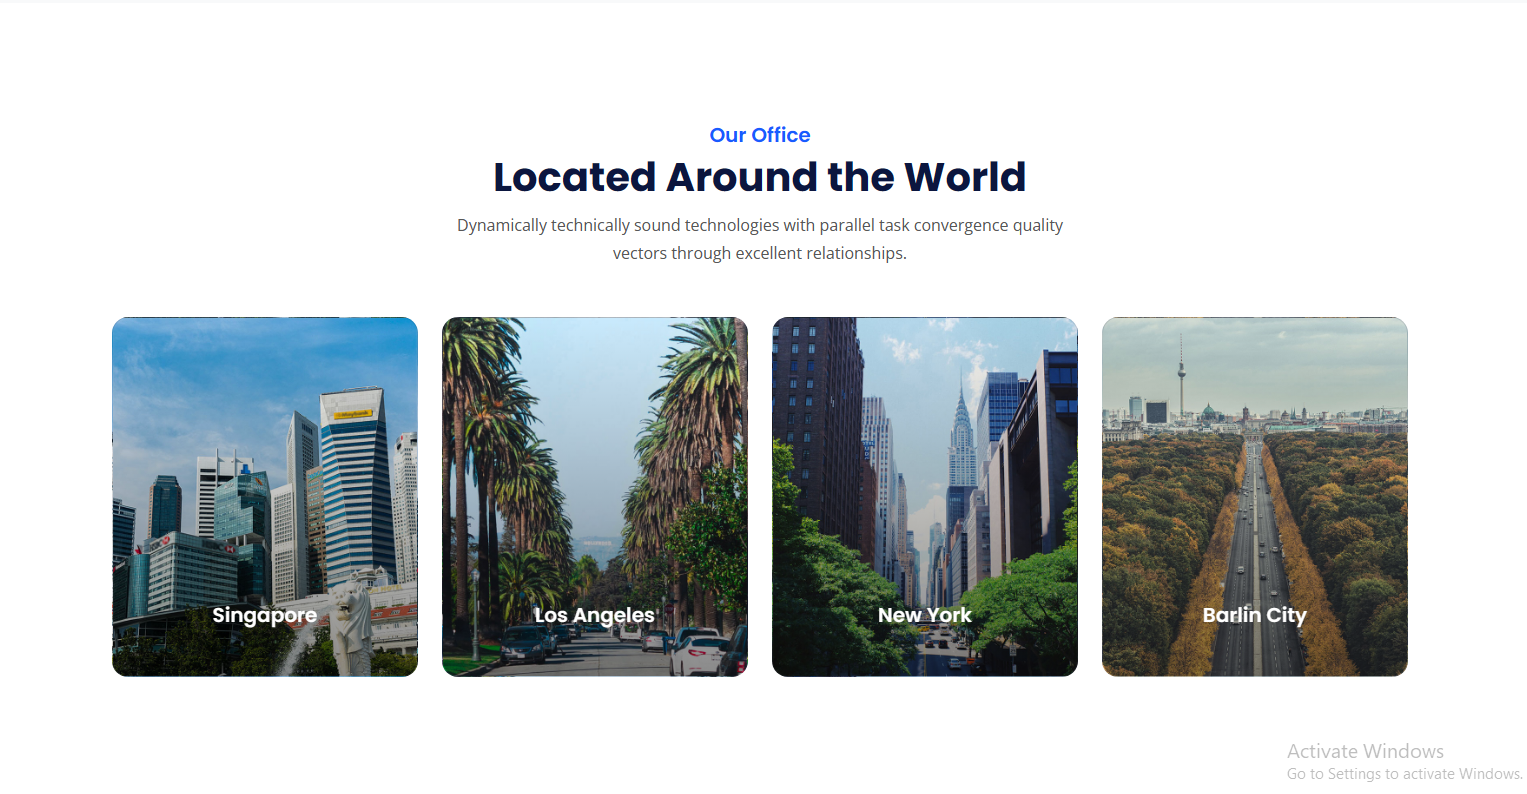 Our Office
Located Around the World
Dynamically technically sound technologies with parallel task convergence quality
vectors through excellent relationships.
Singapore
Los Angeles
New York
Barlin City
Activate Windows
Go to Settings to activate Windows.